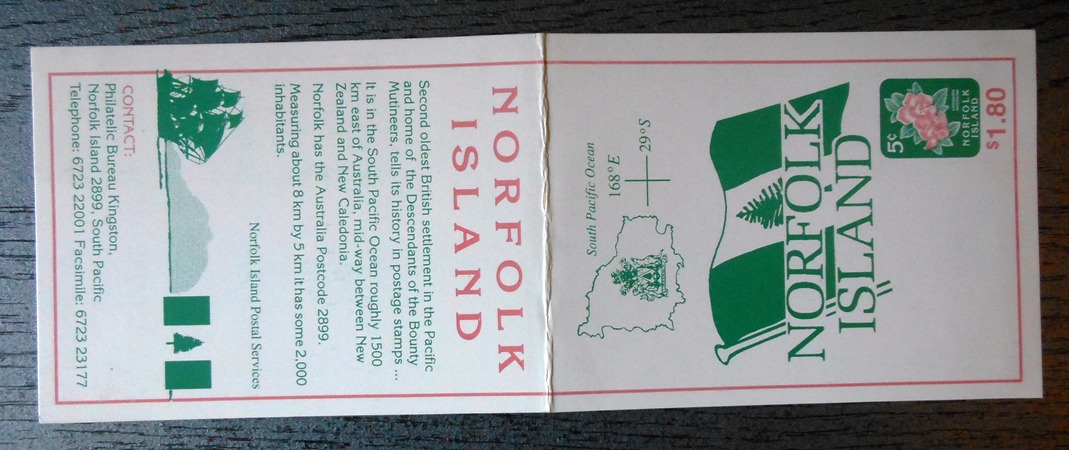 $1.80
NORFOLK
ISLAND
5c
NORFOLK
ISLAND
168°E
29°S
South Pacific Ocean
NORFOLK
ISLAND
Second oldest British settlement in the Pacific
and home of the Descendants of the Bounty
Mutineers, tells its history in postage stamps ...
It is in the South Pacific Ocean roughly 1500
km east of Australia, mid-way between New
Zealand and New Caledonia.
Norfolk has the Australia Postcode 2899.
Measuring about 8 km by 5 km it has some 2,000
inhabitants.
Norfolk Island Postal Services
CONTACT:
Philatelic Bureau Kingston,
Norfolk Island 2899, South Pacific
Telephone: 6723 22001 Facsimile: 6723 23177